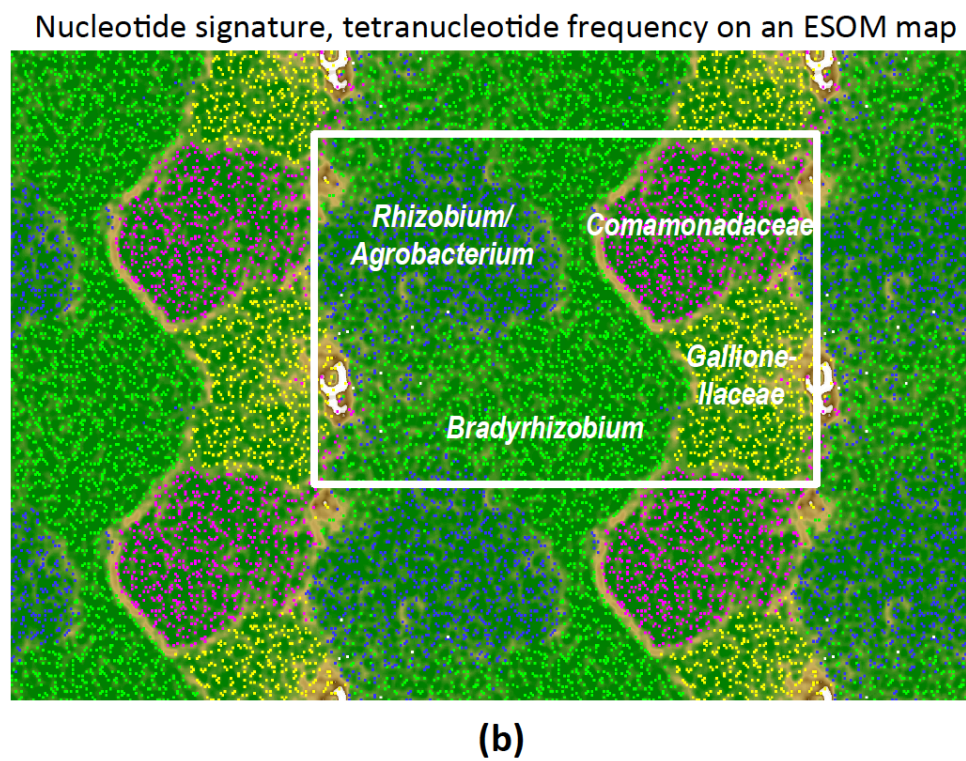 Nucleotide signature, tetranucleotide frequency on an ESOM map
Rhizobium/
Agrobacterium
Comamonadaceae
Gallione-
llaceae
Bradyrhizobium
(b)